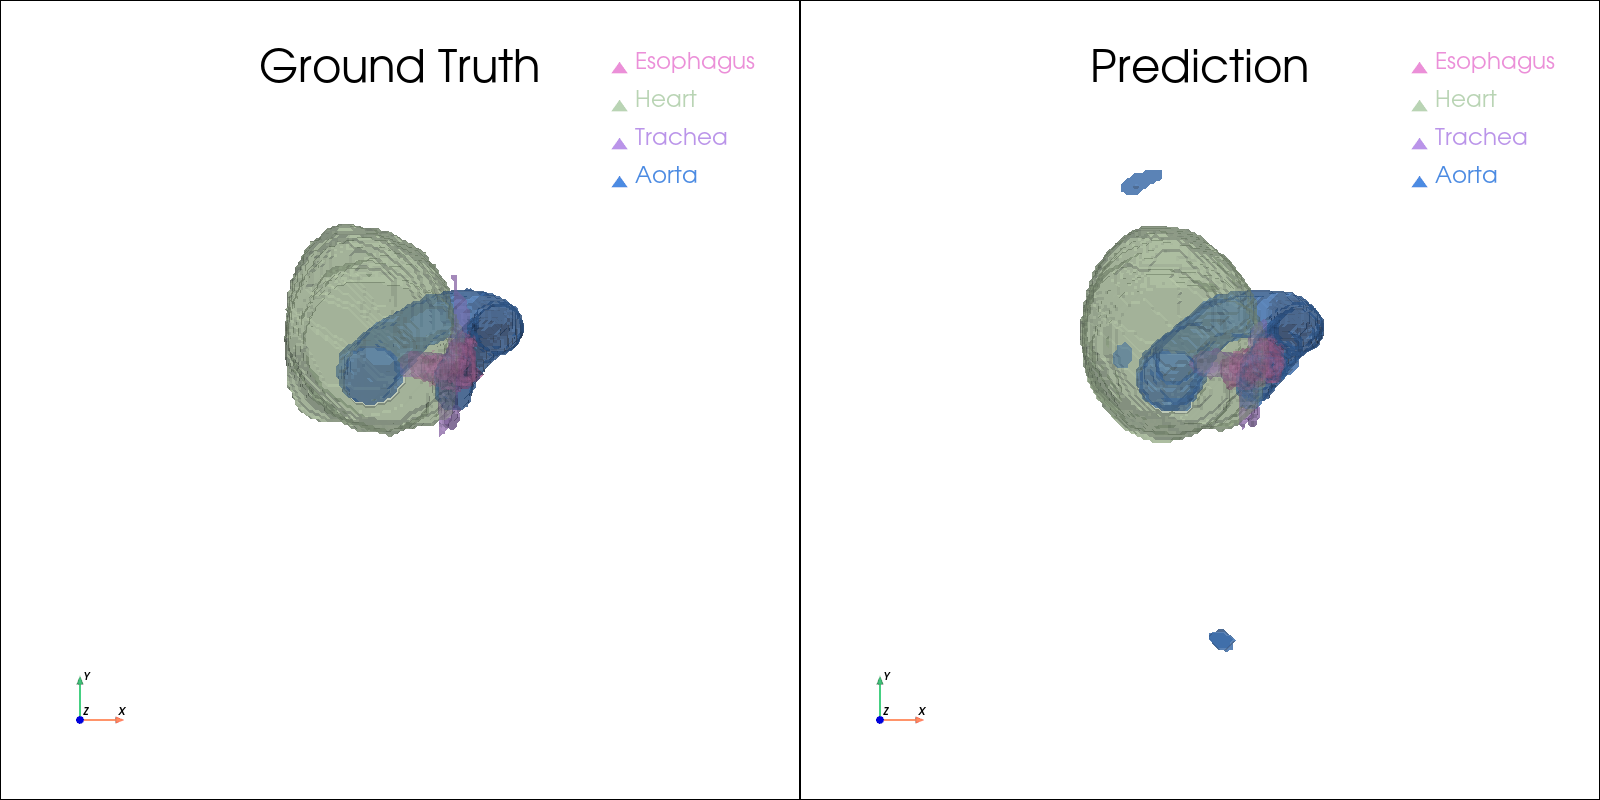 Ground Truth
Esophagus
Heart
Trachea
Aorta
Y
Z
X
Prediction
Esophagus
Heart
Trachea
Aorta
Y
Z
X